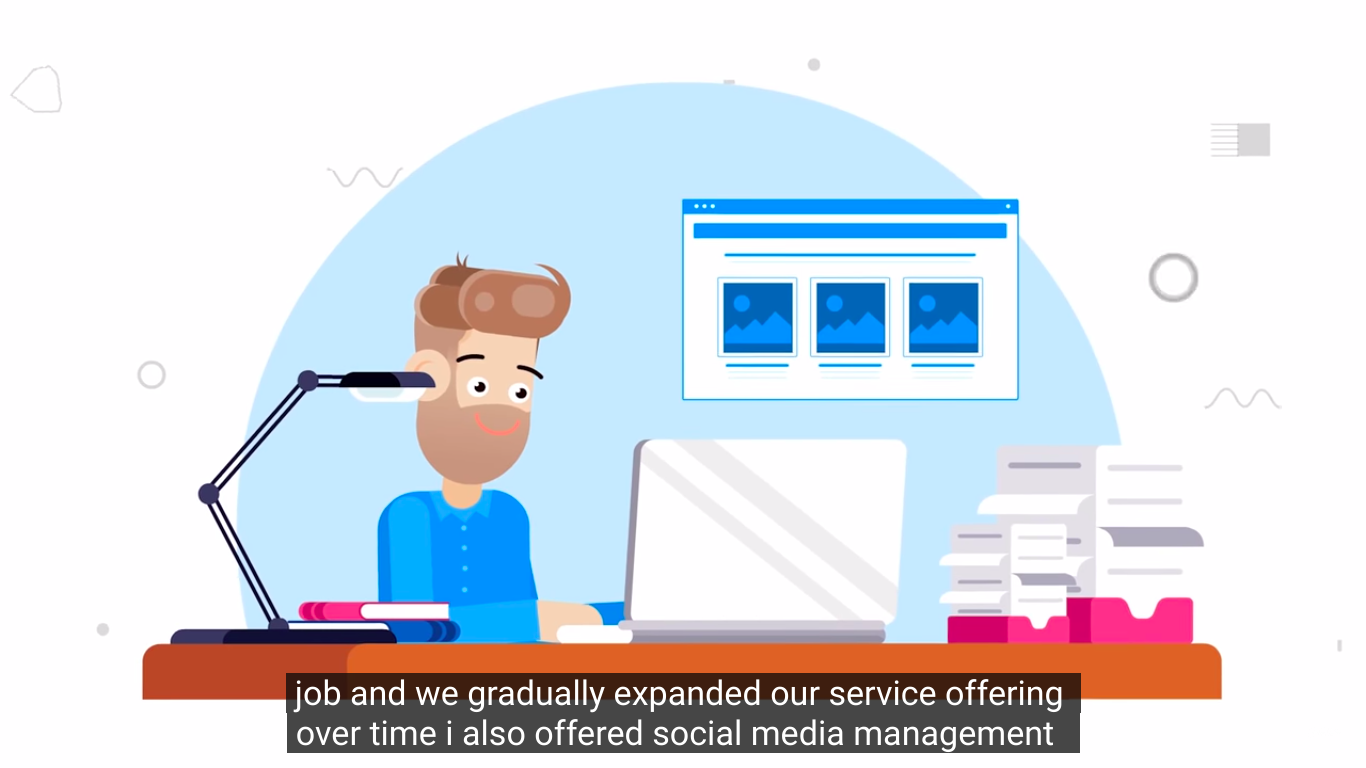 job and we gradually expanded our service offering
over time i also offered social media management